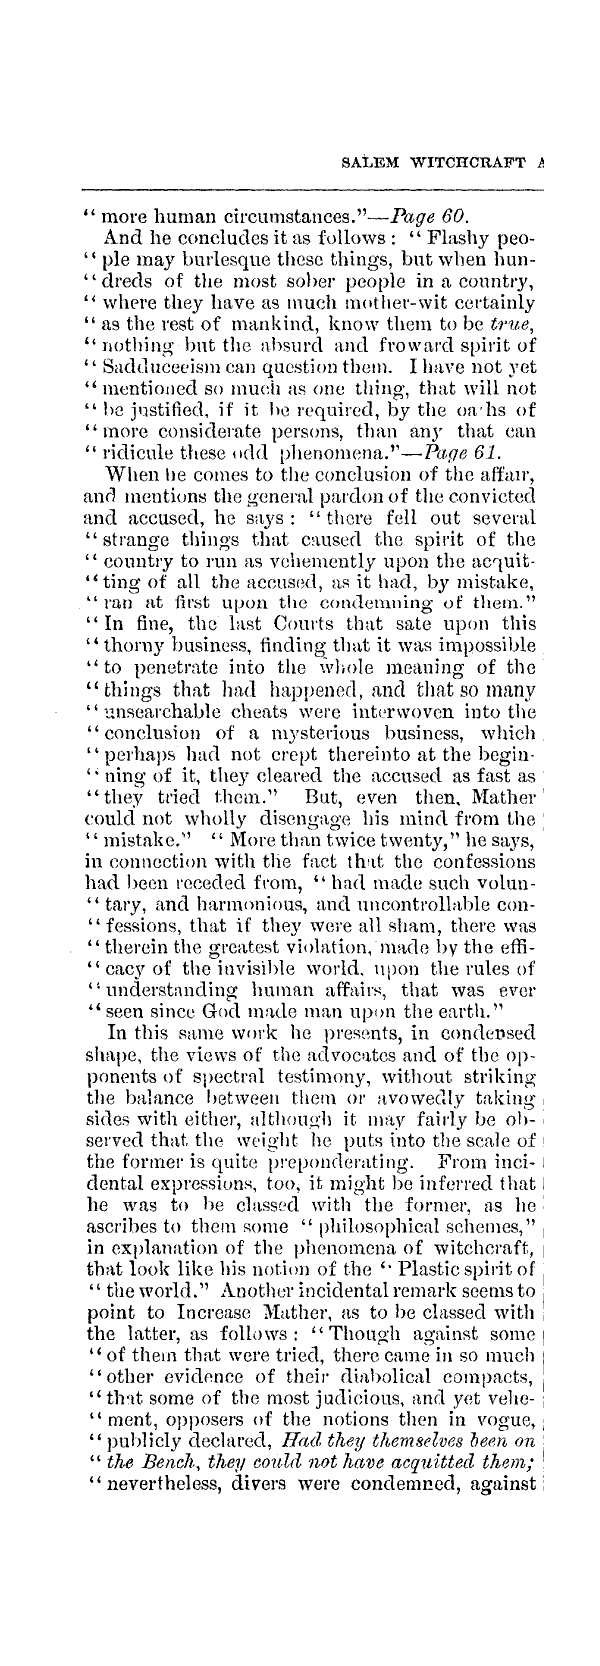 SALEM WITCHCRAFT A
“ more human circumstances.”—Page 60.
And he concludes it as follows : “ Flashy peo-
“ ple may burlesque these things, but when hun-
“ dreds of the most sober people in a country,
“ where they have as much mother-wit certainly
“ as the rest of mankind, know them to be true,
“ nothing but the absurd and froward spirit of
“ Sadduceeism can question them. I have not yet
“ mentioned so much as one thing, that will not
“ be justified, if it be required, by the oaths of
“ more considerate persons, than any that can
“ ridicule these odd phenomena.”—Page 61.
When he comes to the conclusion of the affair,
and mentions the general pardon of the convicted
and accused, he says : “ there fell out several
“ strange things that caused the spirit of the
“ country to run as vehemently upon the acquit-
“ ting of all the accused, as it had, by mistake,
“ ran at first upon the condemning of them.”
“ In fine, the last Courts that sate upon this
“ thorny business, finding that it was impossible
“ to penetrate into the whole meaning of the
“ things that had happened, and that so many
“ unsearchable cheats were interwoven into the
“ conclusion of a mysterious business, which
“ perhaps had not crept thereinto at the begin-
“ ning of it, they cleared the accused as fast as
“ they tried them.” But, even then, Mather
could not wholly disengage his mind from the
“ mistake.” “ More than twice twenty,” he says,
in connection with the fact that the confessions
had been receded from, “ had made such volun-
“ tary, and harmonious, and uncontrollable con-
“ fessions, that if they were all sham, there was
“ therein the greatest violation, made by the effi-
“ cacy of the invisible world, upon the rules of
“ understanding human affairs, that was ever
“ seen since God made man upon the earth.”
In this same work he presents, in condensed
shape, the views of the advocates and of the op-
ponents of spectral testimony, without striking
the balance between them or avowedly taking
sides with either, although it may fairly be ob-
served that the weight he puts into the scale of
the former is quite preponderating. From inci-
dental expressions, too, it might be inferred that
he was to be classed with the former, as he
ascribes to them some “ philosophical schemes,”
in explanation of the phenomena of witchcraft,
that look like his notion of the “ Plastic spirit of
“ the world.” Another incidental remark seems to
point to Increase Mather, as to be classed with
the latter, as follows : “ Though against some
“ of them that were tried, there came in so much
“ other evidence of their diabolical compacts,
“ that some of the most judicious, and yet vehe-
“ ment, opposers of the notions then in vogue,
“ publicly declared, Had they themselves been on
“ the Bench, they could not have acquitted them;
“ nevertheless, divers were condemned, against